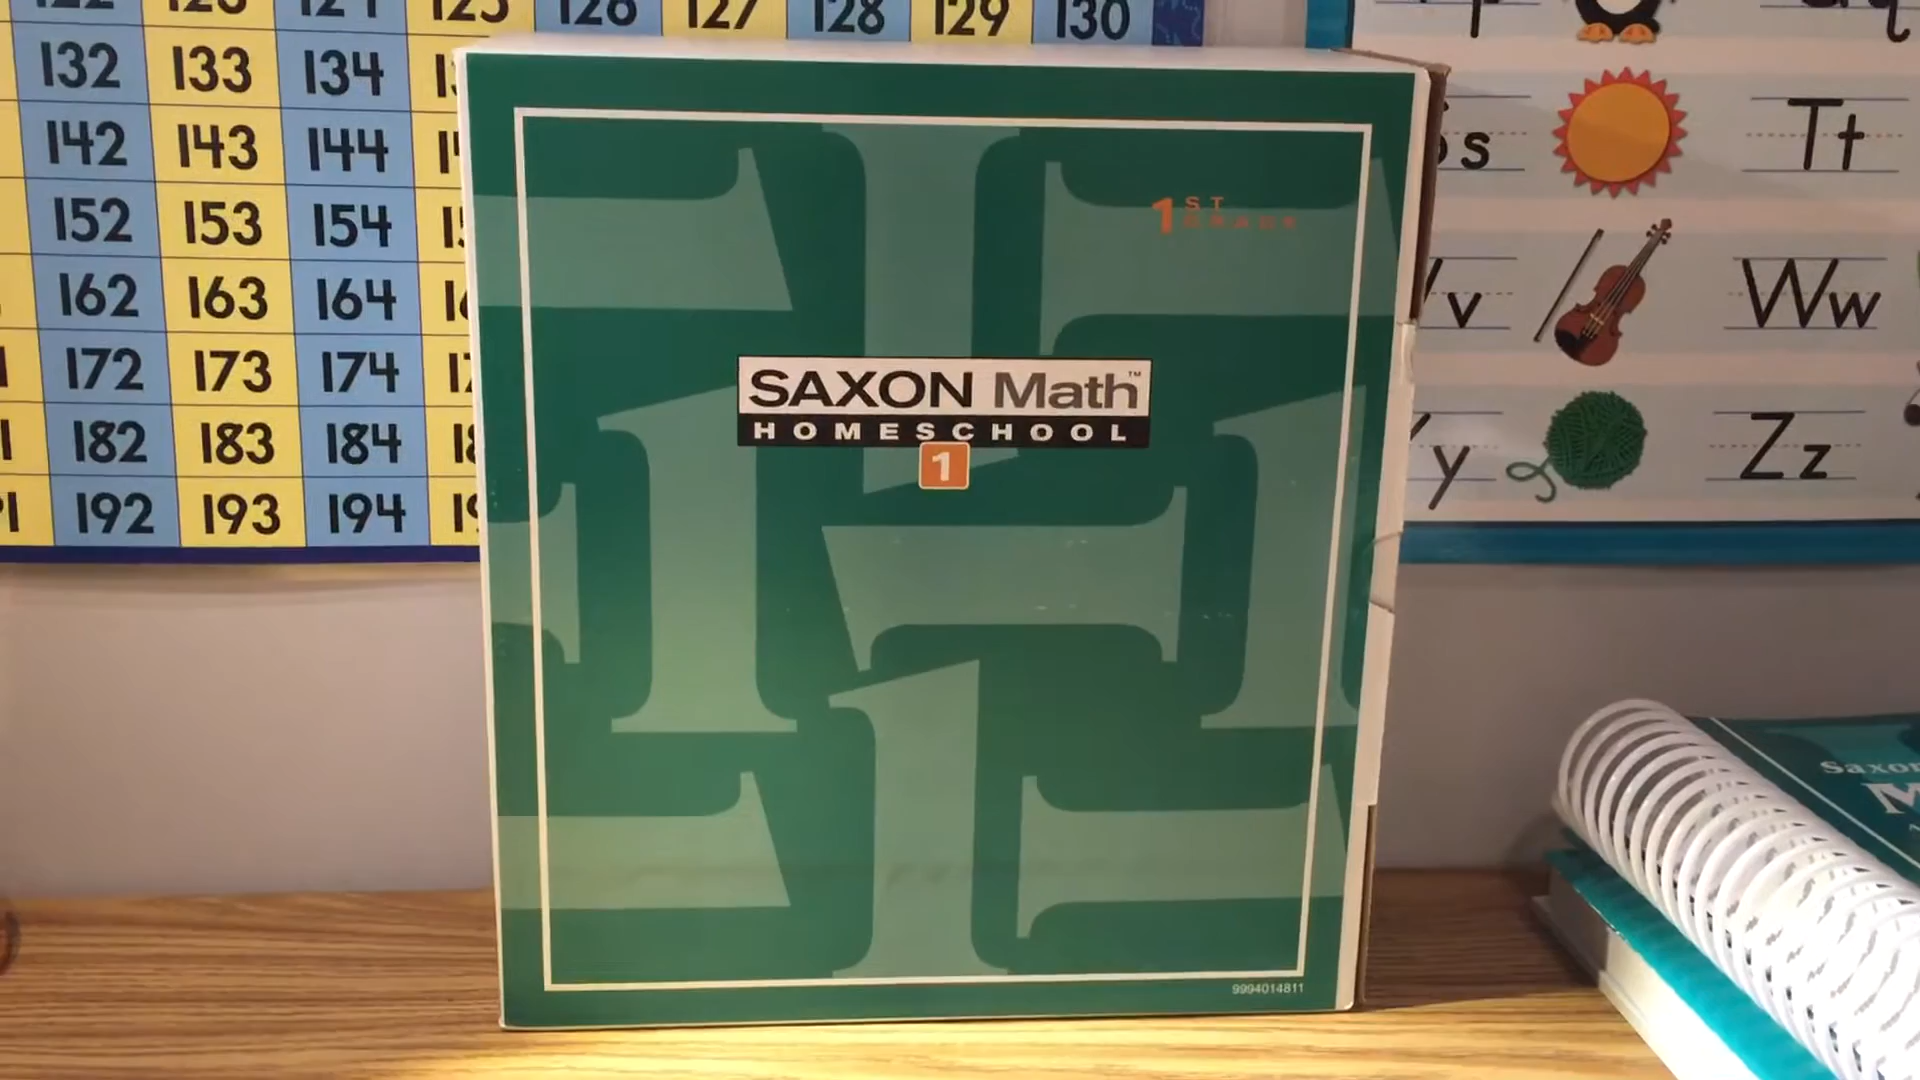 126 127 128 129 130
132 133 134
142 143 144
152 153 154
162 163 164
172 173 174
182 183 184
192 193 194
1ST
GRADE
SAXON Math™
HOMESCHOOL
1
9994014811
s Tt
v Ww
y Zz
Saxon